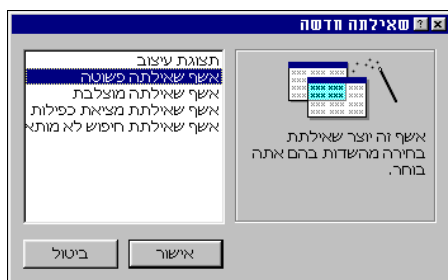 שאילתה חדשה
תצוגת עיצוב
אשף שאילתה פשוטה
אשף שאילתה מוצלבת
אשף שאילתת מציאת כפילות
אשף שאילתת חיפוש לא מותא
אשף זה יוצר שאילתת
בחירה מהשדות בהם אתה
בוחר.
אישור
ביטול